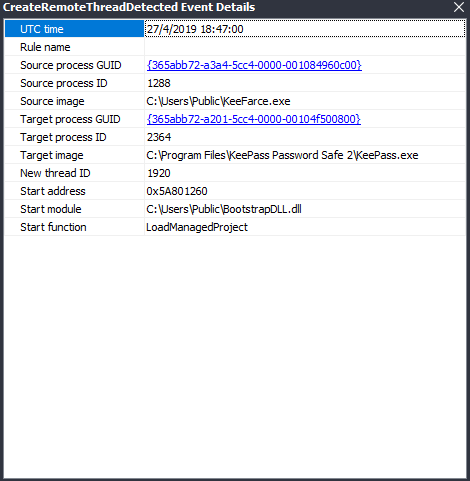 CreateRemoteThreadDetected Event Details
UTC time 27/4/2019 18:47:00
Rule name
Source process GUID {365abb72-a3a4-5cc4-0000-001084960c00}
Source process ID 1288
Source image C:\Users\Public\KeeFarce.exe
Target process GUID {365abb72-a201-5cc4-0000-00104f500800}
Target process ID 2364
Target image C:\Program Files\KeePass Password Safe 2\KeePass.exe
New thread ID 1920
Start address 0x5A801260
Start module C:\Users\Public\BootstrapDLL.dll
Start function LoadManagedProject